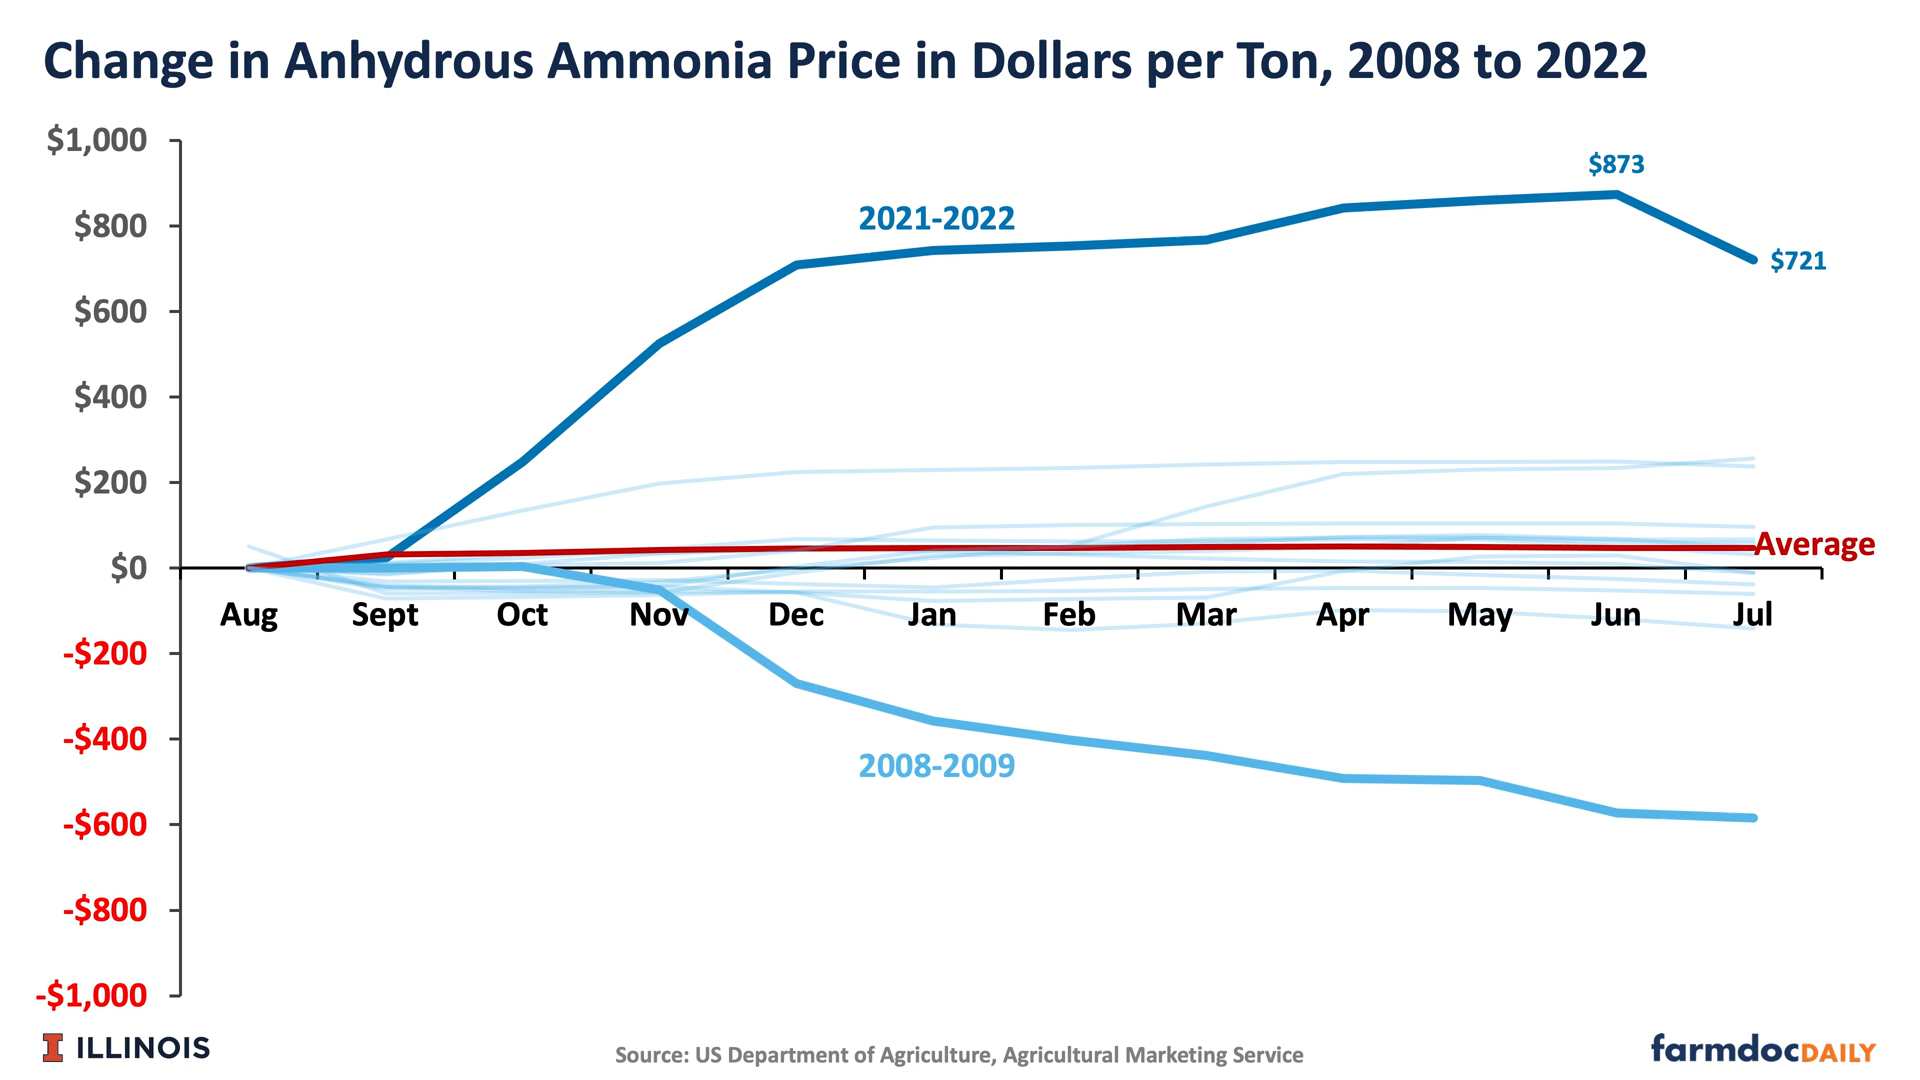 Change in Anhydrous Ammonia Price in Dollars per Ton, 2008 to 2022
$1,000
$873
$800
2021-2022
$721
$600
$400
$200
Average
$0
Aug Sept Oct Nov Dec Jan Feb Mar Apr May Jun Jul
-$200
-$400
2008-2009
-$600
-$800
-$1,000
I ILLINOIS
Source: US Department of Agriculture, Agricultural Marketing Service
farmdocDAILY